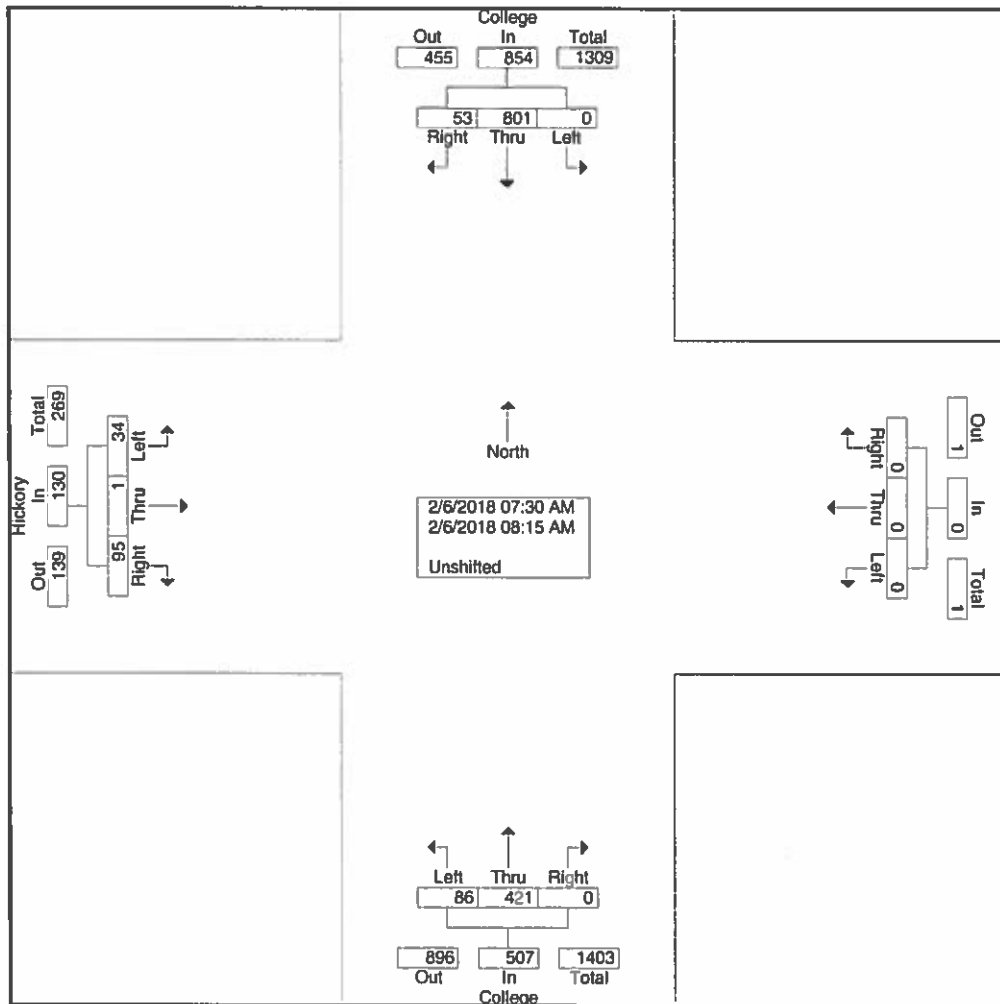 College
Out In Total
455 854 1309
53 801 0
Right Thru Left
Hickory
Total In Out
269 130 139
34 1 95
Left Thru Right
North
2/6/2018 07:30 AM
2/6/2018 08:15 AM
Unshifted
Right Thru Left
0 0 0
Out In Total
1 0 1
Left Thru Right
86 421 0
896 507 1403
Out In Total
College